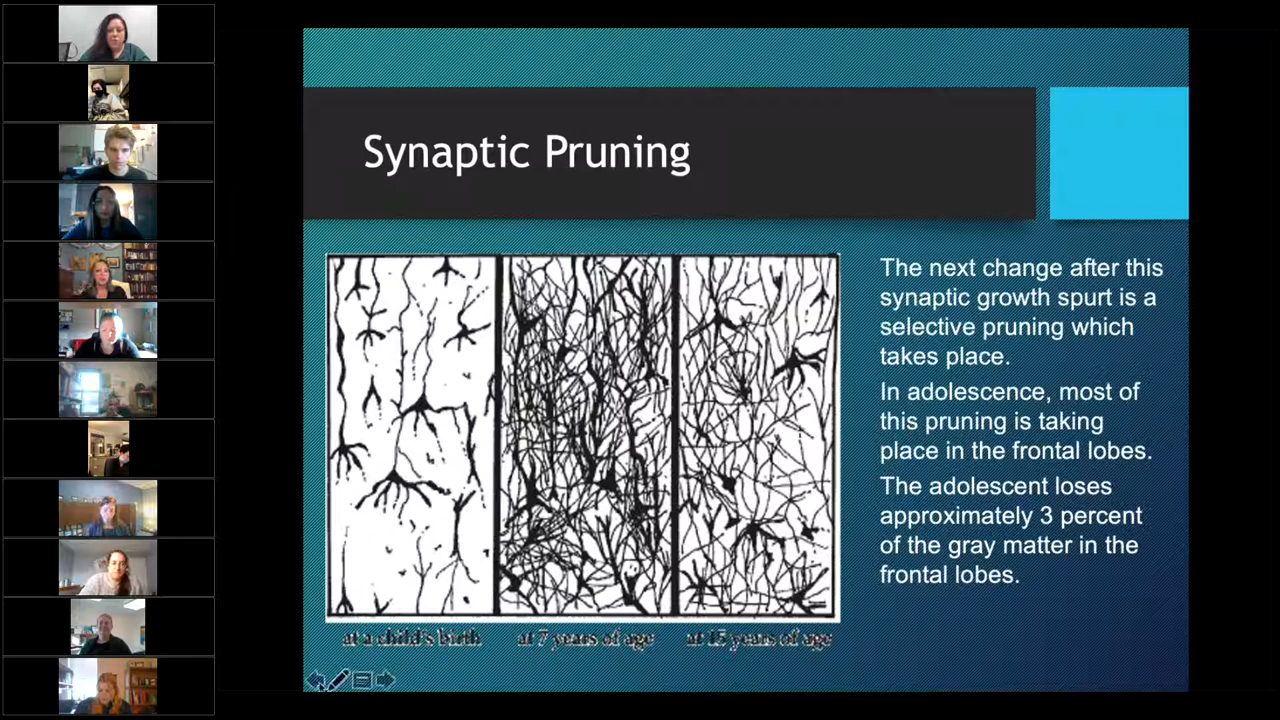 Synaptic Pruning
The next change after this
synaptic growth spurt is a
selective pruning which
takes place.
In adolescence, most of
this pruning is taking
place in the frontal lobes.
The adolescent loses
approximately 3 percent
of the gray matter in the
frontal lobes.
at a child's birth
at 7 years of age
at 15 years of age